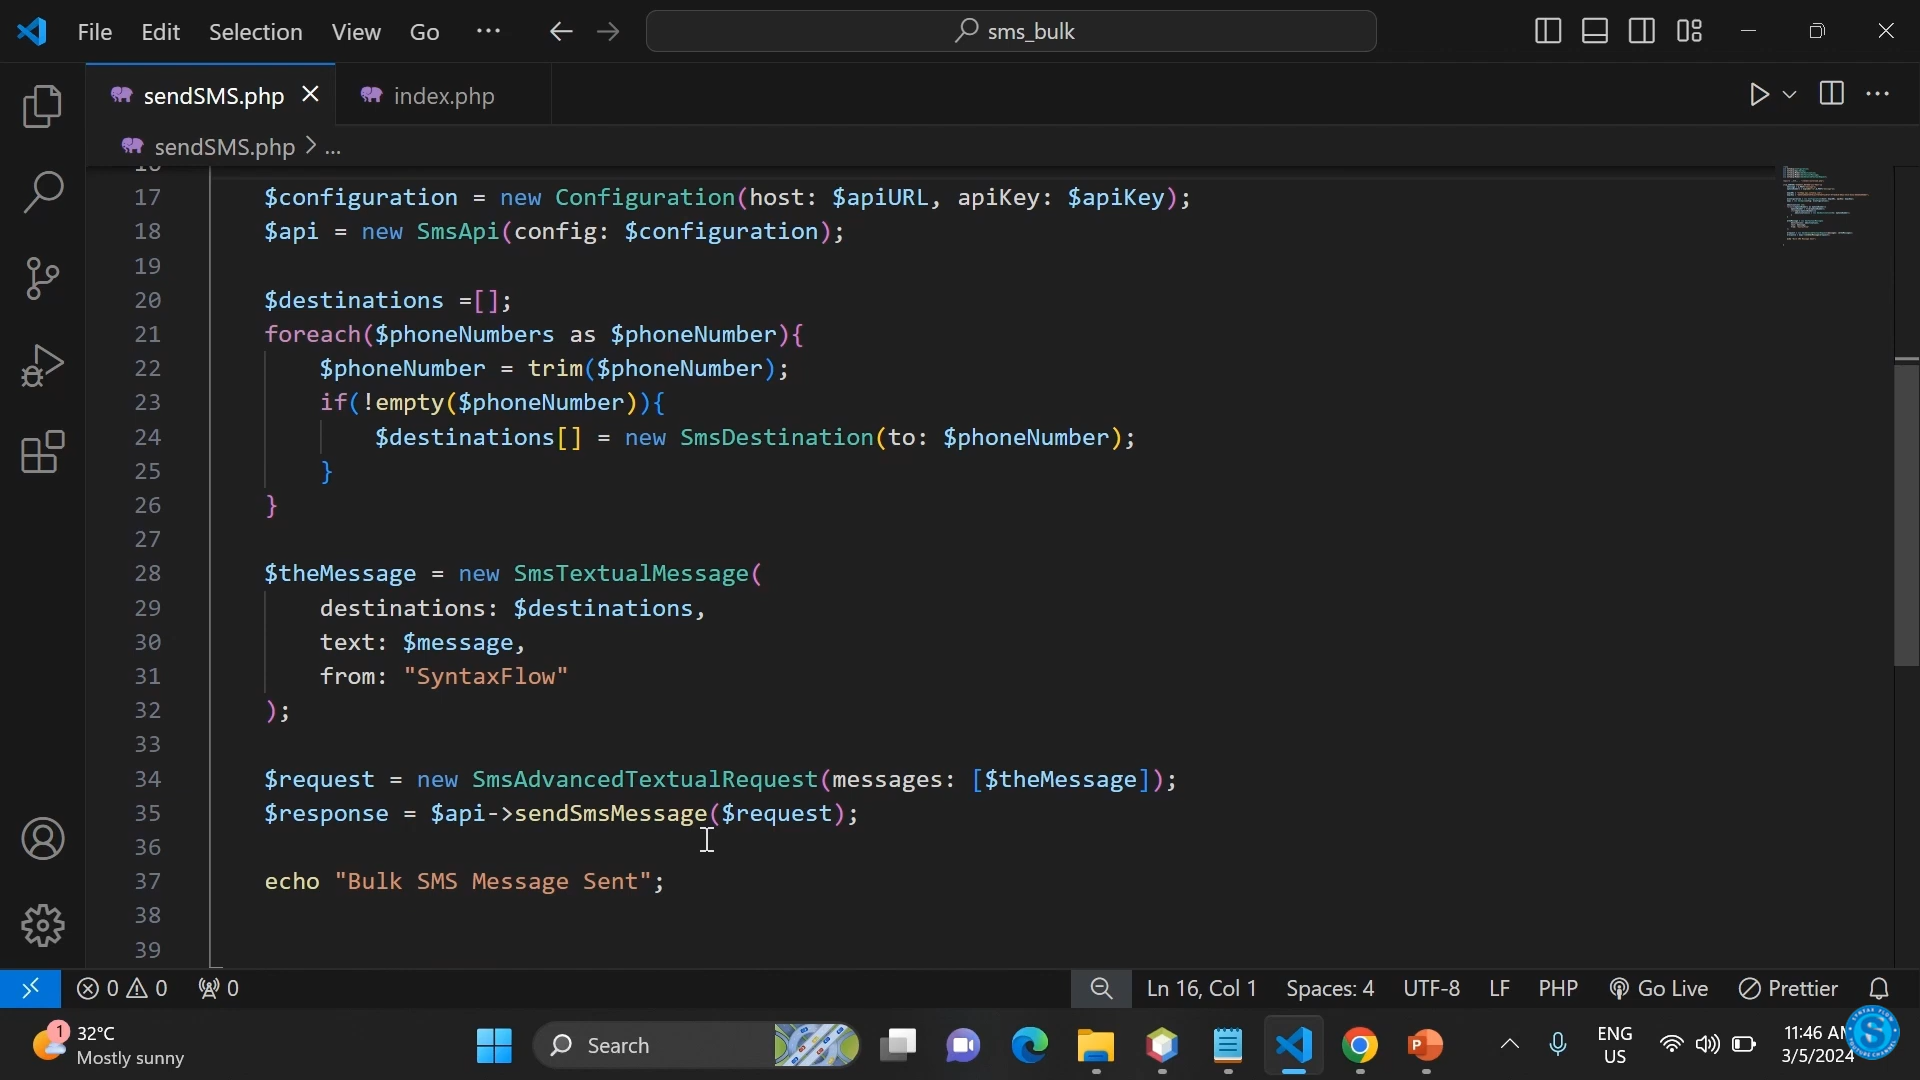 File Edit Selection View Go ... sms_bulk
sendSMS.php index.php
sendSMS.php > ...
16
17 $configuration = new Configuration(host: $apiURL, apiKey: $apiKey);
18 $api = new SmsApi(config: $configuration);
19
20 $destinations =[];
21 foreach($phoneNumbers as $phoneNumber){
22 $phoneNumber = trim($phoneNumber);
23 if(!empty($phoneNumber)){
24 $destinations[] = new SmsDestination(to: $phoneNumber);
25 }
26 }
27
28 $theMessage = new SmsTextualMessage(
29 destinations: $destinations,
30 text: $message,
31 from: "SyntaxFlow"
32 );
33
34 $request = new SmsAdvancedTextualRequest(messages: [$theMessage]);
35 $response = $api->sendSmsMessage($request);
36
37 echo "Bulk SMS Message Sent";
38
39
0 0 0 Ln 16, Col 1 Spaces: 4 UTF-8 LF PHP Go Live Prettier
1 32°C Search ENG 11:46 AM
Mostly sunny US 3/5/2024